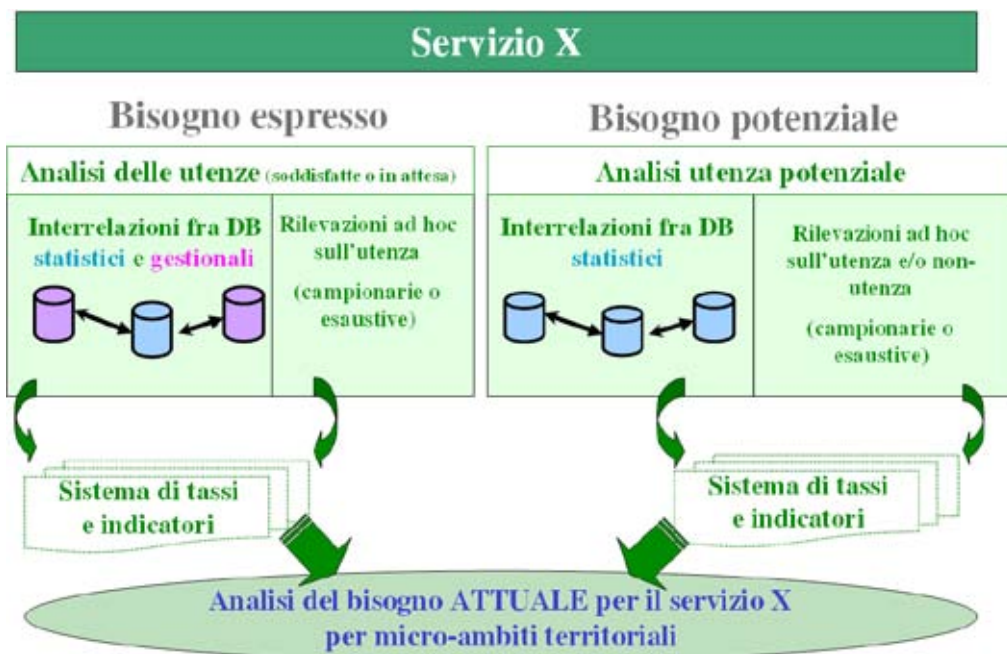 Servizio X
Bisogno espresso
Bisogno potenziale
Analisi delle utenze (soddisfatte o in attesa)
Interrelazioni fra DB
statistici e gestionali
Rilevazioni ad hoc
sull'utenza
(campionarie o
esaustive)
Analisi utenza potenziale
Interrelazioni fra DB
statistici
Rilevazioni ad hoc
sull'utenza e/o non-
utenza
(campionarie o
esaustive)
Sistema di tassi
e indicatori
Sistema di tassi
e indicatori
Analisi del bisogno ATTUALE per il servizio X
per micro-ambiti territoriali